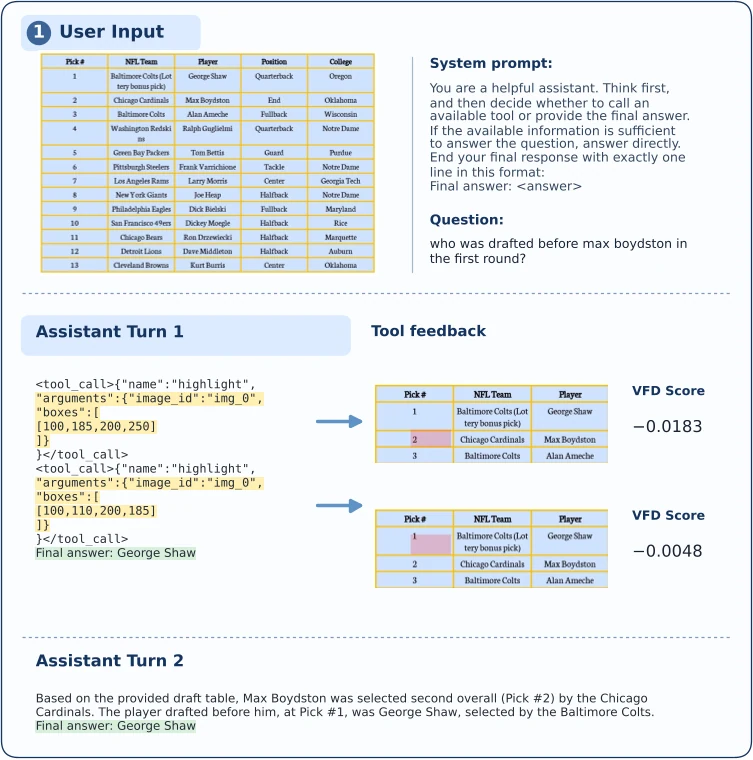 1 User Input
Pick # NFL Team Player Position College
1 Baltimore Colts (Lot George Shaw Quarterback Oregon
tery bonus pick)
2 Chicago Cardinals Max Boydston End Oklahoma
3 Baltimore Colts Alan Ameche Fullback Wisconsin
4 Washington Redski Ralph Guglielmi Quarterback Notre Dame
ns
5 Green Bay Packers Tom Bettis Guard Purdue
6 Pittsburgh Steelers Frank Varrichione Tackle Notre Dame
7 Los Angeles Rams Larry Morris Center Georgia Tech
8 New York Giants Joe Heap Halfback Notre Dame
9 Philadelphia Eagles Dick Bielski Fullback Maryland
10 San Francisco 49ers Dickey Moegle Halfback Rice
11 Chicago Bears Ron Drzewiecki Halfback Marquette
12 Detroit Lions Dave Middleton Halfback Auburn
13 Cleveland Browns Kurt Burris Center Oklahoma
System prompt:
You are a helpful assistant. Think first,
and then decide whether to call an
available tool or provide the final answer.
If the available information is sufficient
to answer the question, answer directly.
End your final response with exactly one
line in this format:
Final answer: <answer>
Question:
who was drafted before max boydston in
the first round?
Assistant Turn 1
<tool_call>{"name":"highlight",
"arguments":{"image_id":"img_0",
"boxes":[
[100,185,200,250]
]}
}</tool_call>
<tool_call>{"name":"highlight",
"arguments":{"image_id":"img_0",
"boxes":[
[100,110,200,185]
]}
}</tool_call>
Final answer: George Shaw
Tool feedback
Pick # NFL Team Player
1 Baltimore Colts (Lot George Shaw
tery bonus pick)
2 Chicago Cardinals Max Boydston
3 Baltimore Colts Alan Ameche
VFD Score
−0.0183
Pick # NFL Team Player
1 Baltimore Colts (Lot George Shaw
tery bonus pick)
2 Chicago Cardinals Max Boydston
3 Baltimore Colts Alan Ameche
VFD Score
−0.0048
Assistant Turn 2
Based on the provided draft table, Max Boydston was selected second overall (Pick #2) by the Chicago
Cardinals. The player drafted before him, at Pick #1, was George Shaw, selected by the Baltimore Colts.
Final answer: George Shaw